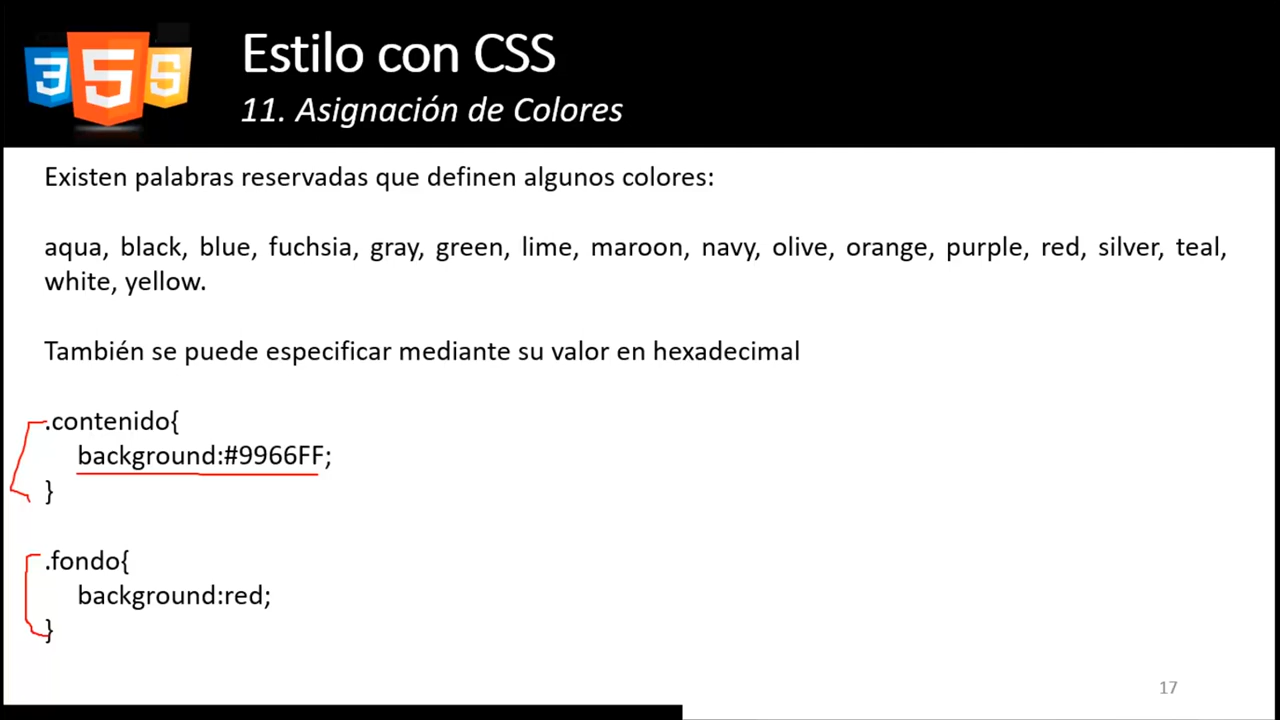 3 5 S
Estilo con CSS
11. Asignación de Colores
Existen palabras reservadas que definen algunos colores:
aqua, black, blue, fuchsia, gray, green, lime, maroon, navy, olive, orange, purple, red, silver, teal,
white, yellow.
También se puede especificar mediante su valor en hexadecimal
.contenido{
background:#9966FF;
}
.fondo{
background:red;
}
17